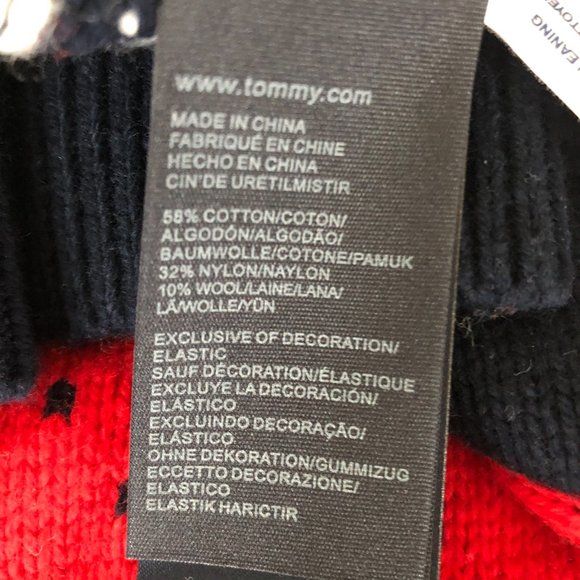 www.tommy.com
MADE IN CHINA
FABRIQUÉ EN CHINE
HECHO EN CHINA
CIN'DE URETILMISTIR
58% COTTON/COTON/
ALGODÓN/ALGODÃO/
BAUMWOLLE/COTONE/PAMUK
32% NYLON/NAYLON
10% WOOL/LAINE/LANA/
LÃ/WOLLE/YÜN
EXCLUSIVE OF DECORATION/
ELASTIC
SAUF DÉCORATION/ÉLASTIQUE
EXCLUYE LA DECORACIÓN/
ELÁSTICO
EXCLUINDO DECORAÇÃO/
ELÁSTICO
OHNE DEKORATION/GUMMIZUG
ECCETTO DECORAZIONE/
ELASTICO
ELASTIK HARICTIR